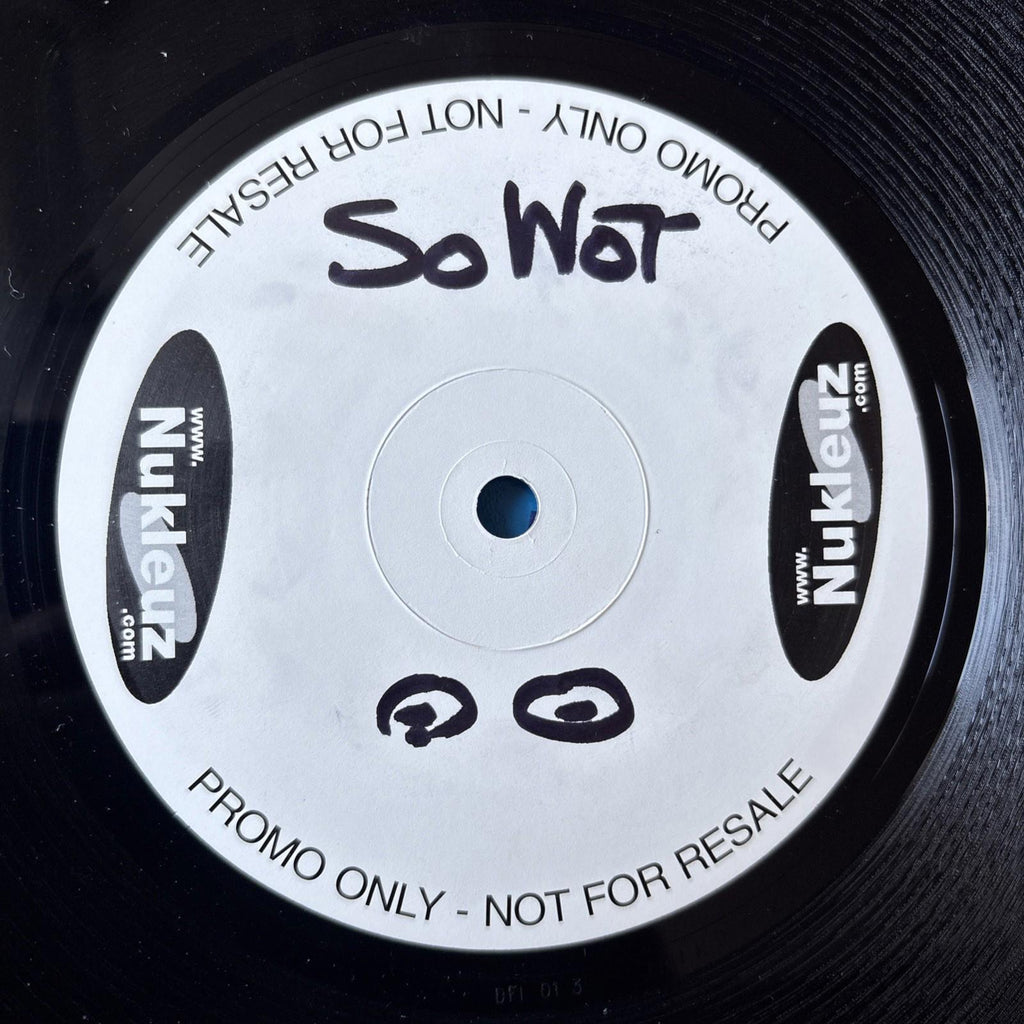 PROMO ONLY - NOT FOR RESALE
So WoT
www.
Nukleuz
.com
www.
Nukleuz
.com
PROMO ONLY - NOT FOR RESALE